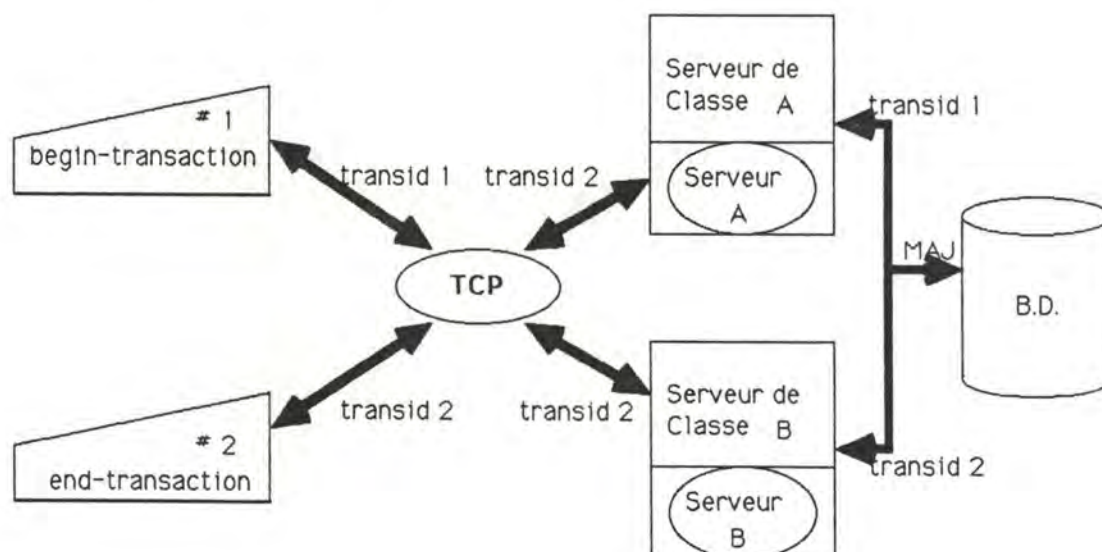 # 1
begin-transaction
transid 1
transid 2
TCP
transid 2
transid 2
# 2
end-transaction
Serveur de
Classe A
Serveur
A
transid 1
MAJ
B.D.
Serveur de
Classe B
transid 2
Serveur
B